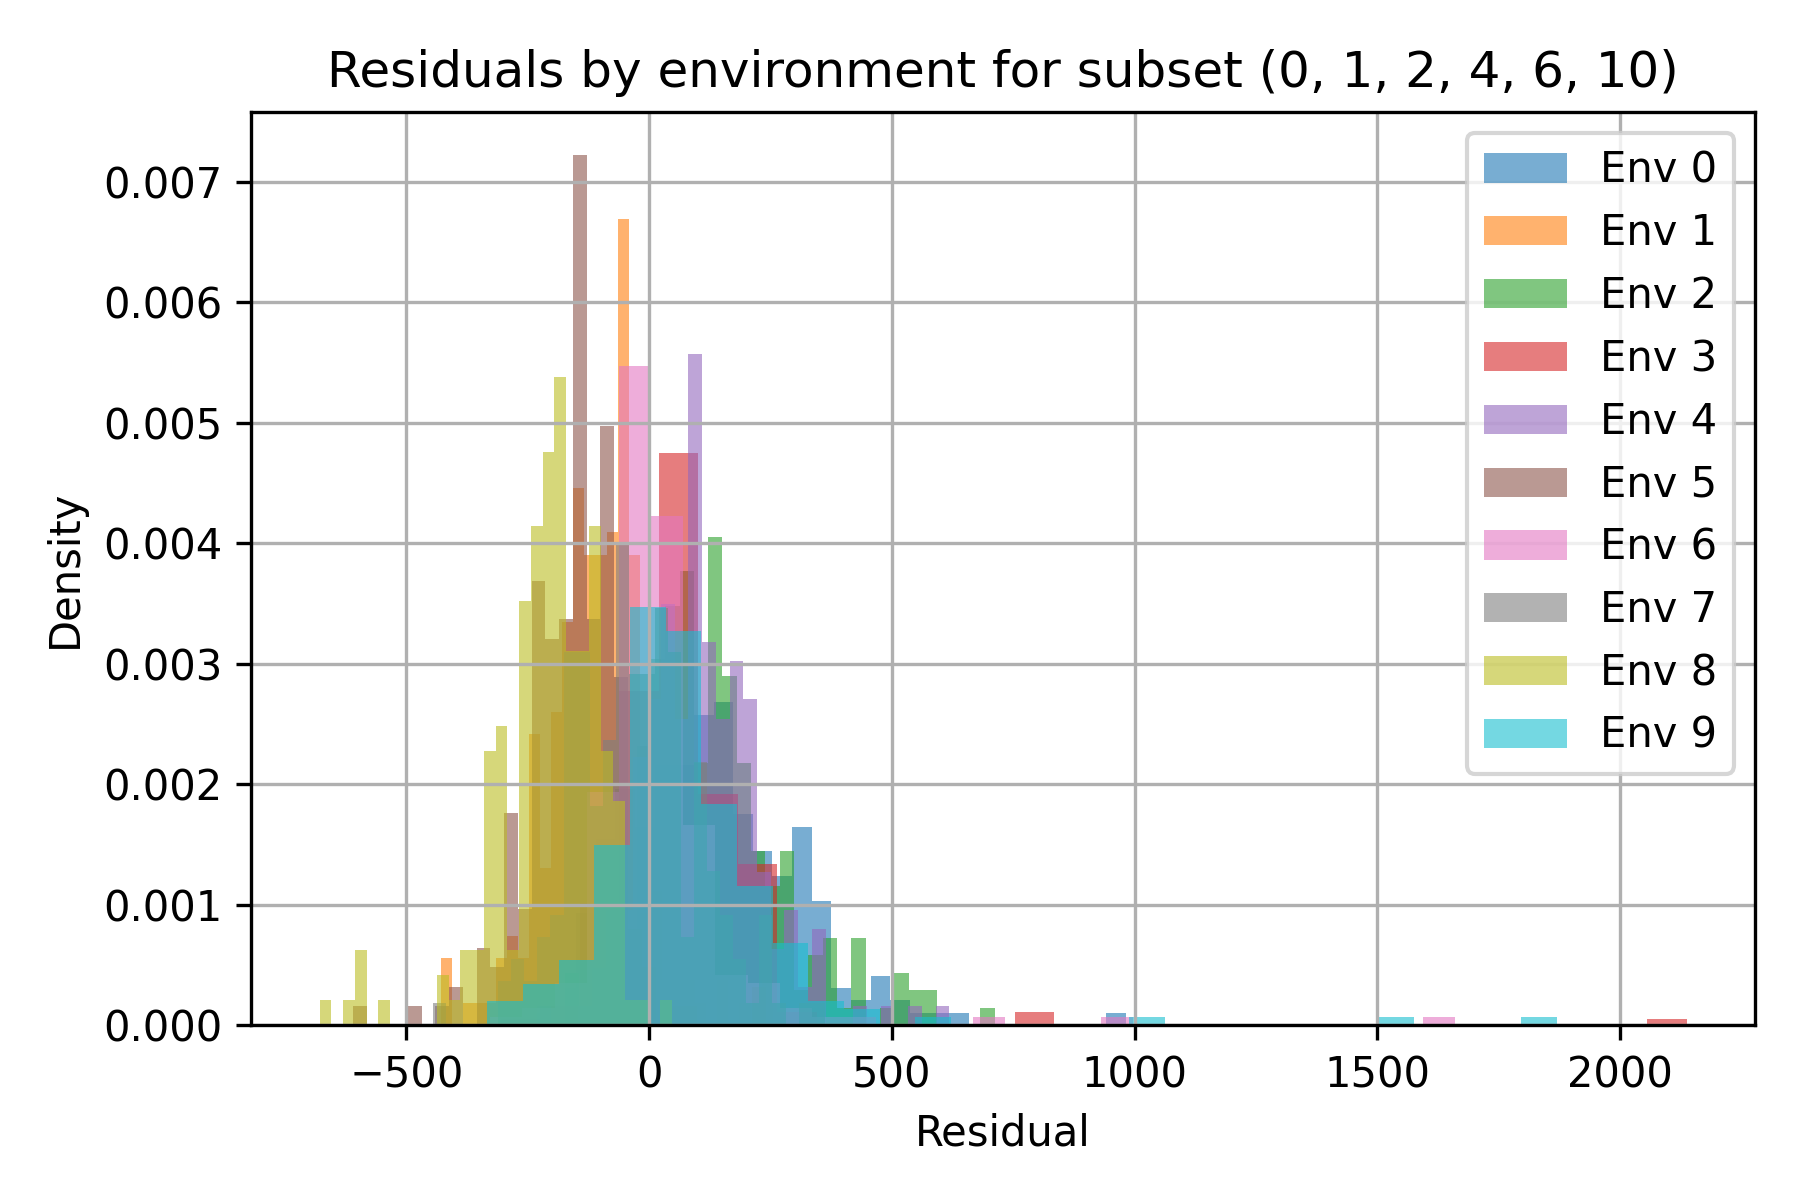 Residuals by environment for subset (0, 1, 2, 4, 6, 10)
0.007
0.006
0.005
0.004
0.003
0.002
0.001
0.000
Density
−500
0
500
1000
1500
2000
Residual
Env 0
Env 1
Env 2
Env 3
Env 4
Env 5
Env 6
Env 7
Env 8
Env 9